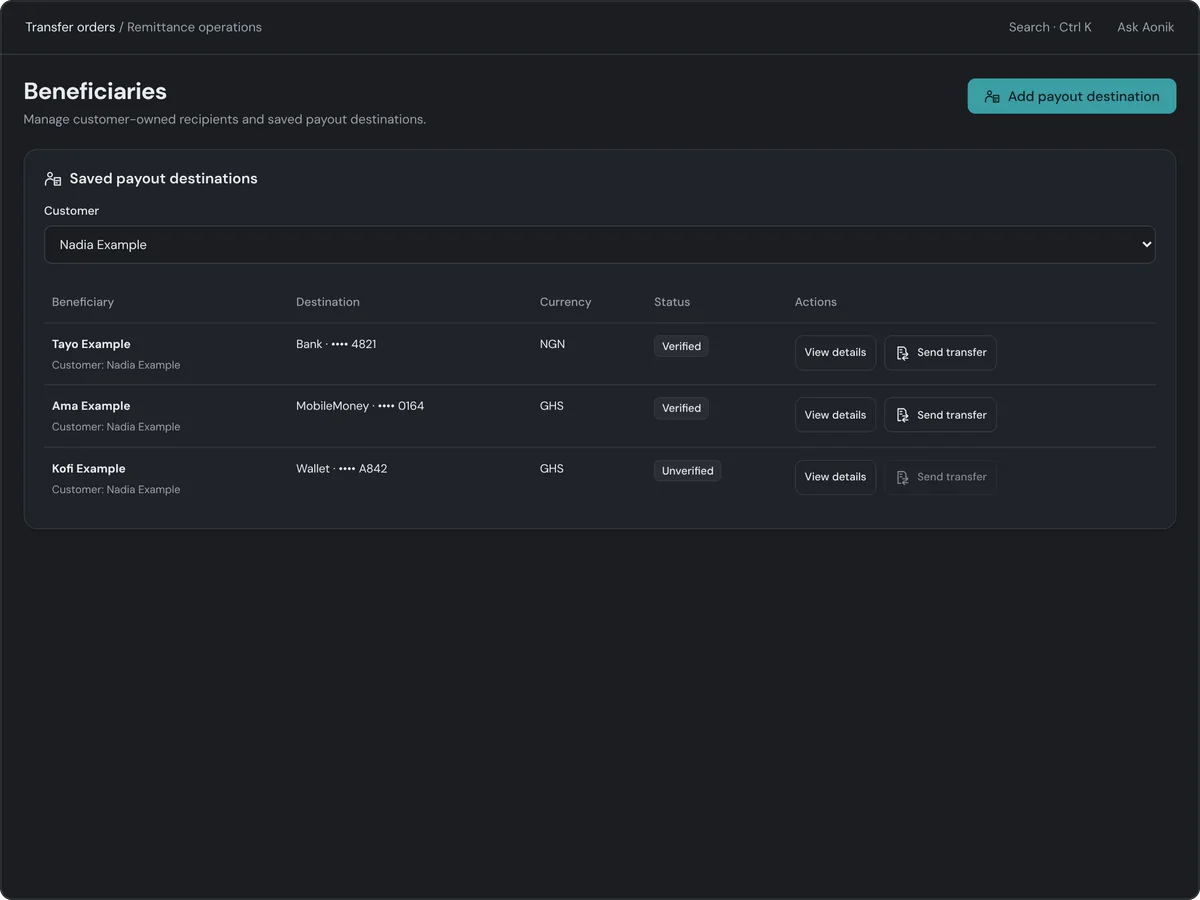 Transfer orders / Remittance operations
Search · Ctrl K
Ask Aonik
Beneficiaries
Manage customer-owned recipients and saved payout destinations.
Add payout destination
Saved payout destinations
Customer
Nadia Example
Beneficiary Destination Currency Status Actions
Tayo Example Bank · •••• 4821 NGN Verified View details Send transfer
Customer: Nadia Example
Ama Example MobileMoney · •••• 0164 GHS Verified View details Send transfer
Customer: Nadia Example
Kofi Example Wallet · •••• A842 GHS Unverified View details Send transfer
Customer: Nadia Example